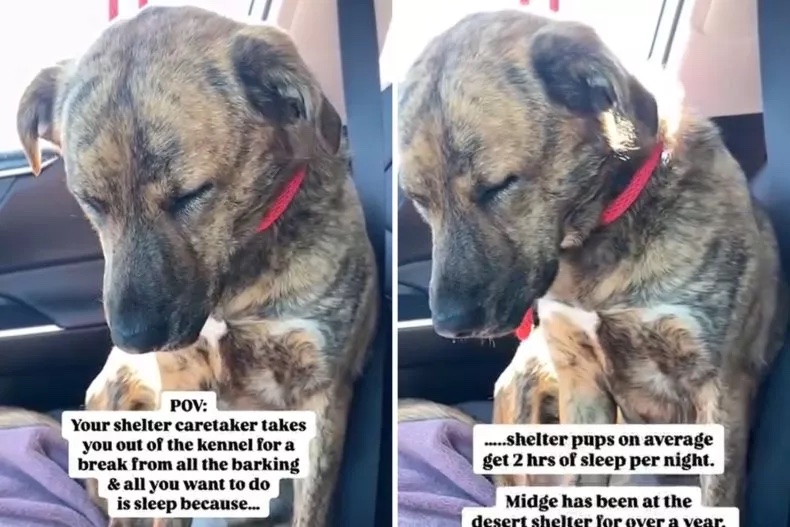 POV:
Your shelter caretaker takes
you out of the kennel for a
break from all the barking
& all you want to do
is sleep because...
.....shelter pups on average
get 2 hrs of sleep per night.
Midge has been at the
desert shelter for over a year,